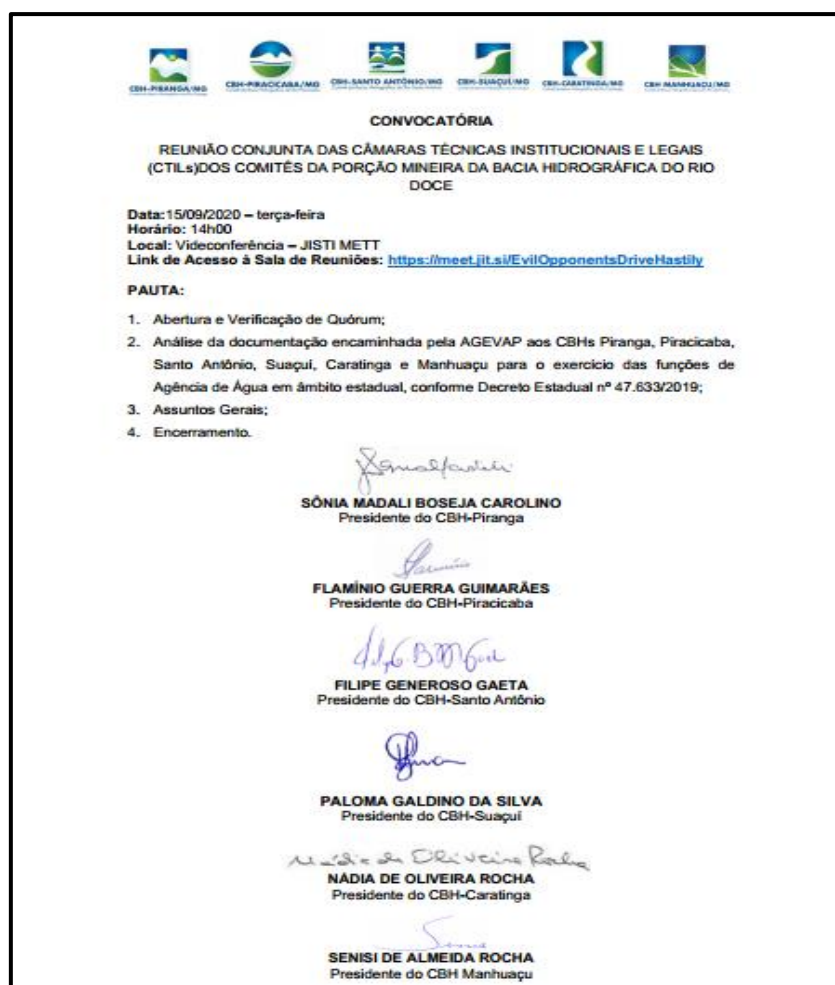 CBH-PIRANGA/MG CBH-PIRACICABA/MG CBH-SANTO ANTÔNIO/MG CBH-SUAÇUÍ/MG CBH-CARATINGA/MG CBH MANHUAÇU/MG
CONVOCATÓRIA
REUNIÃO CONJUNTA DAS CÂMARAS TÉCNICAS INSTITUCIONAIS E LEGAIS
(CTILs)DOS COMITÊS DA PORÇÃO MINEIRA DA BACIA HIDROGRÁFICA DO RIO
DOCE
Data:15/09/2020 – terça-feira
Horário: 14h00
Local: Videconferência – JISTI METT
Link de Acesso à Sala de Reuniões: https://meet.jit.si/EvilOpponentsDriveHastily
PAUTA:
1. Abertura e Verificação de Quórum;
2. Análise da documentação encaminhada pela AGEVAP aos CBHs Piranga, Piracicaba,
Santo Antônio, Suaçuí, Caratinga e Manhuaçu para o exercício das funções de
Agência de Água em âmbito estadual, conforme Decreto Estadual nº 47.633/2019;
3. Assuntos Gerais;
4. Encerramento.
SÔNIA MADALI BOSEJA CAROLINO
Presidente do CBH-Piranga
FLAMÍNIO GUERRA GUIMARÃES
Presidente do CBH-Piracicaba
FILIPE GENEROSO GAETA
Presidente do CBH-Santo Antônio
PALOMA GALDINO DA SILVA
Presidente do CBH-Suaçuí
Nádia de Oliveira Rocha
NÁDIA DE OLIVEIRA ROCHA
Presidente do CBH-Caratinga
SENISI DE ALMEIDA ROCHA
Presidente do CBH Manhuaçu